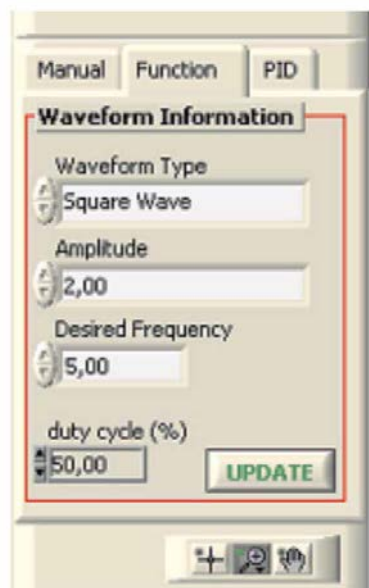 Manual Function PID
Waveform Information
Waveform Type
Square Wave
Amplitude
2,00
Desired Frequency
5,00
duty cycle (%)
50,00
UPDATE